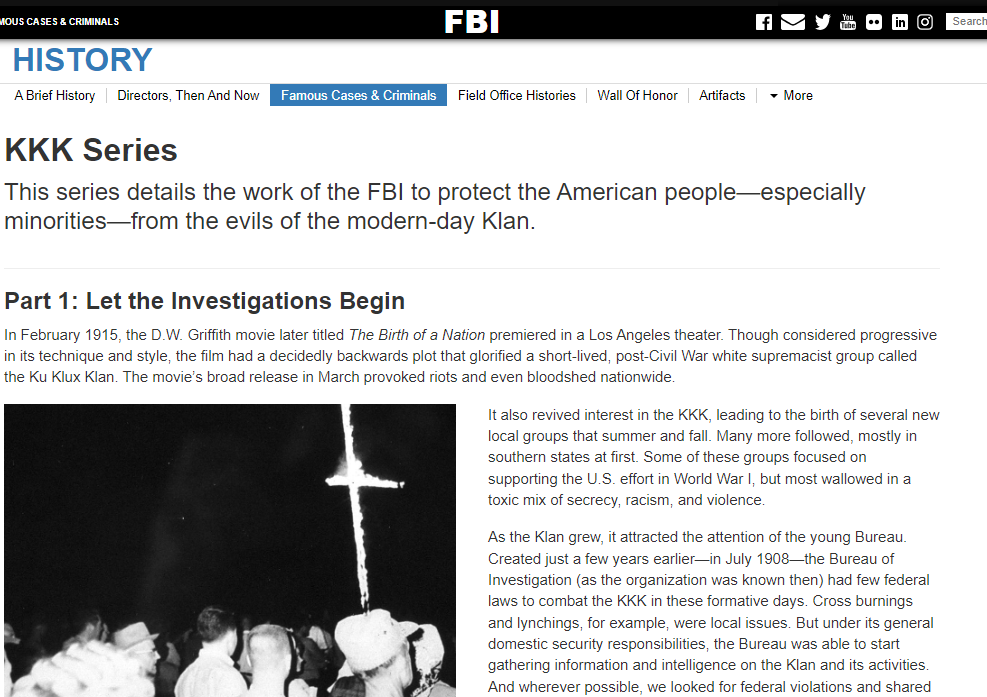 MOUS CASES & CRIMINALS
FBI
You
Tube
in
Search
HISTORY
A Brief History
Directors, Then And Now
Famous Cases & Criminals
Field Office Histories
Wall Of Honor
Artifacts
More
KKK Series
This series details the work of the FBI to protect the American people—especially
minorities—from the evils of the modern-day Klan.
Part 1: Let the Investigations Begin
In February 1915, the D.W. Griffith movie later titled The Birth of a Nation premiered in a Los Angeles theater. Though considered progressive
in its technique and style, the film had a decidedly backwards plot that glorified a short-lived, post-Civil War white supremacist group called
the Ku Klux Klan. The movie’s broad release in March provoked riots and even bloodshed nationwide.
It also revived interest in the KKK, leading to the birth of several new
local groups that summer and fall. Many more followed, mostly in
southern states at first. Some of these groups focused on
supporting the U.S. effort in World War I, but most wallowed in a
toxic mix of secrecy, racism, and violence.
As the Klan grew, it attracted the attention of the young Bureau.
Created just a few years earlier—in July 1908—the Bureau of
Investigation (as the organization was known then) had few federal
laws to combat the KKK in these formative days. Cross burnings
and lynchings, for example, were local issues. But under its general
domestic security responsibilities, the Bureau was able to start
gathering information and intelligence on the Klan and its activities.
And wherever possible, we looked for federal violations and shared